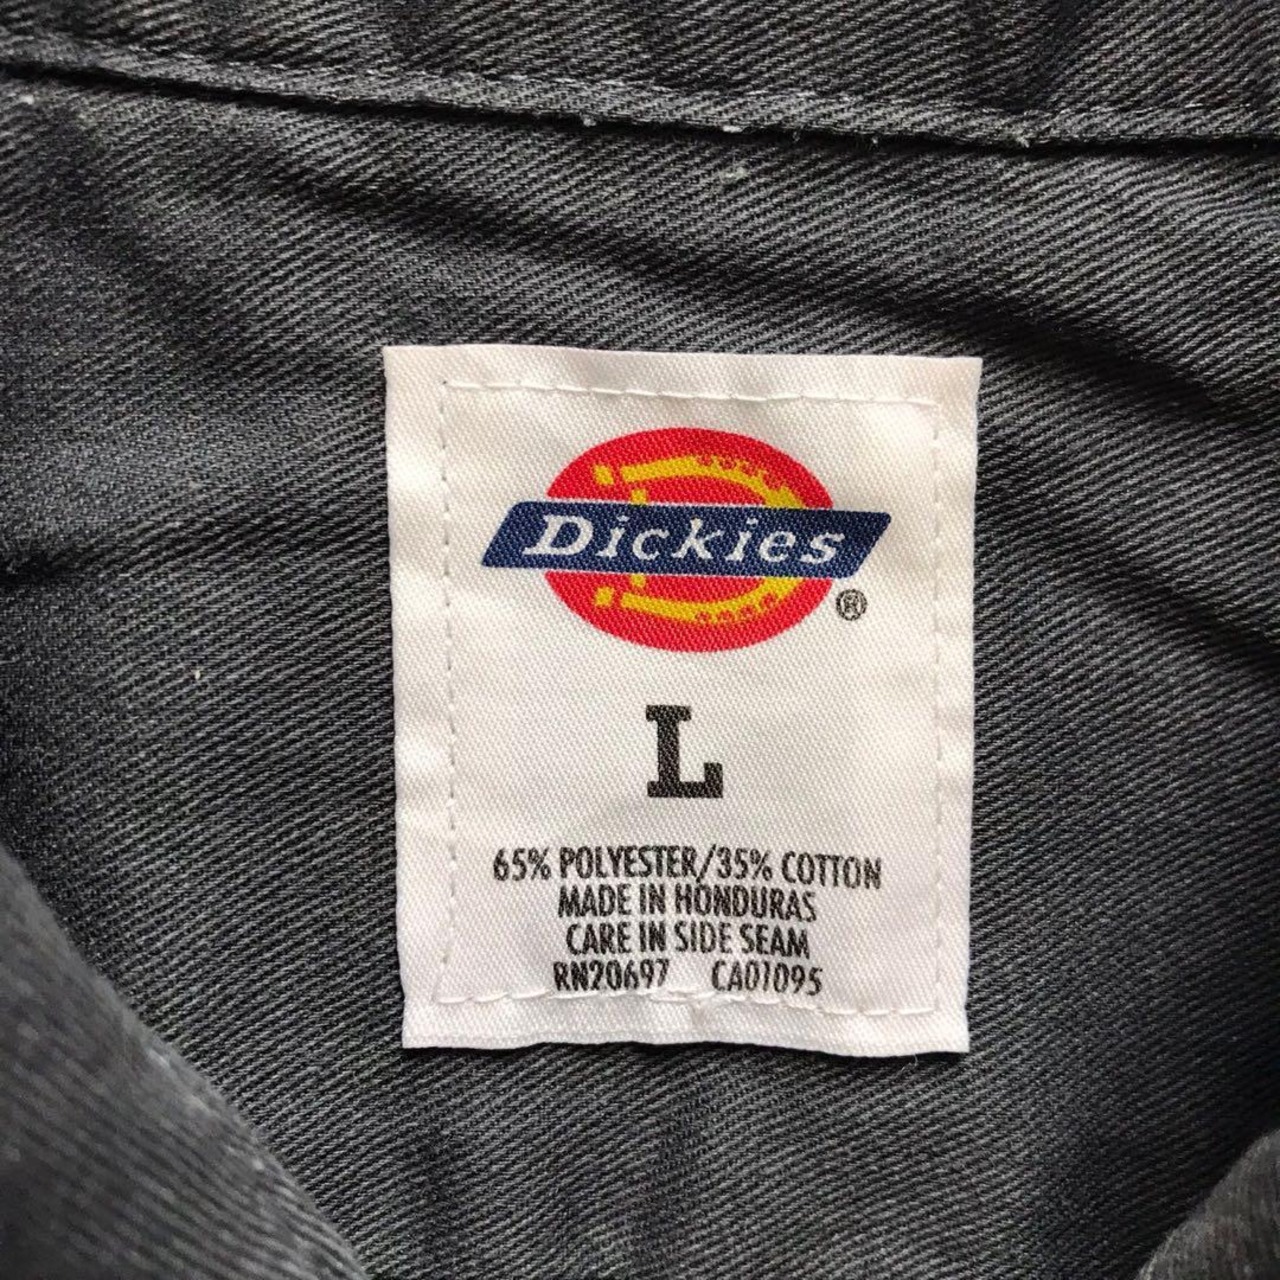 Dickies
®
L
65% POLYESTER/35% COTTON
MADE IN HONDURAS
CARE IN SIDE SEAM
RN20697 CA01095